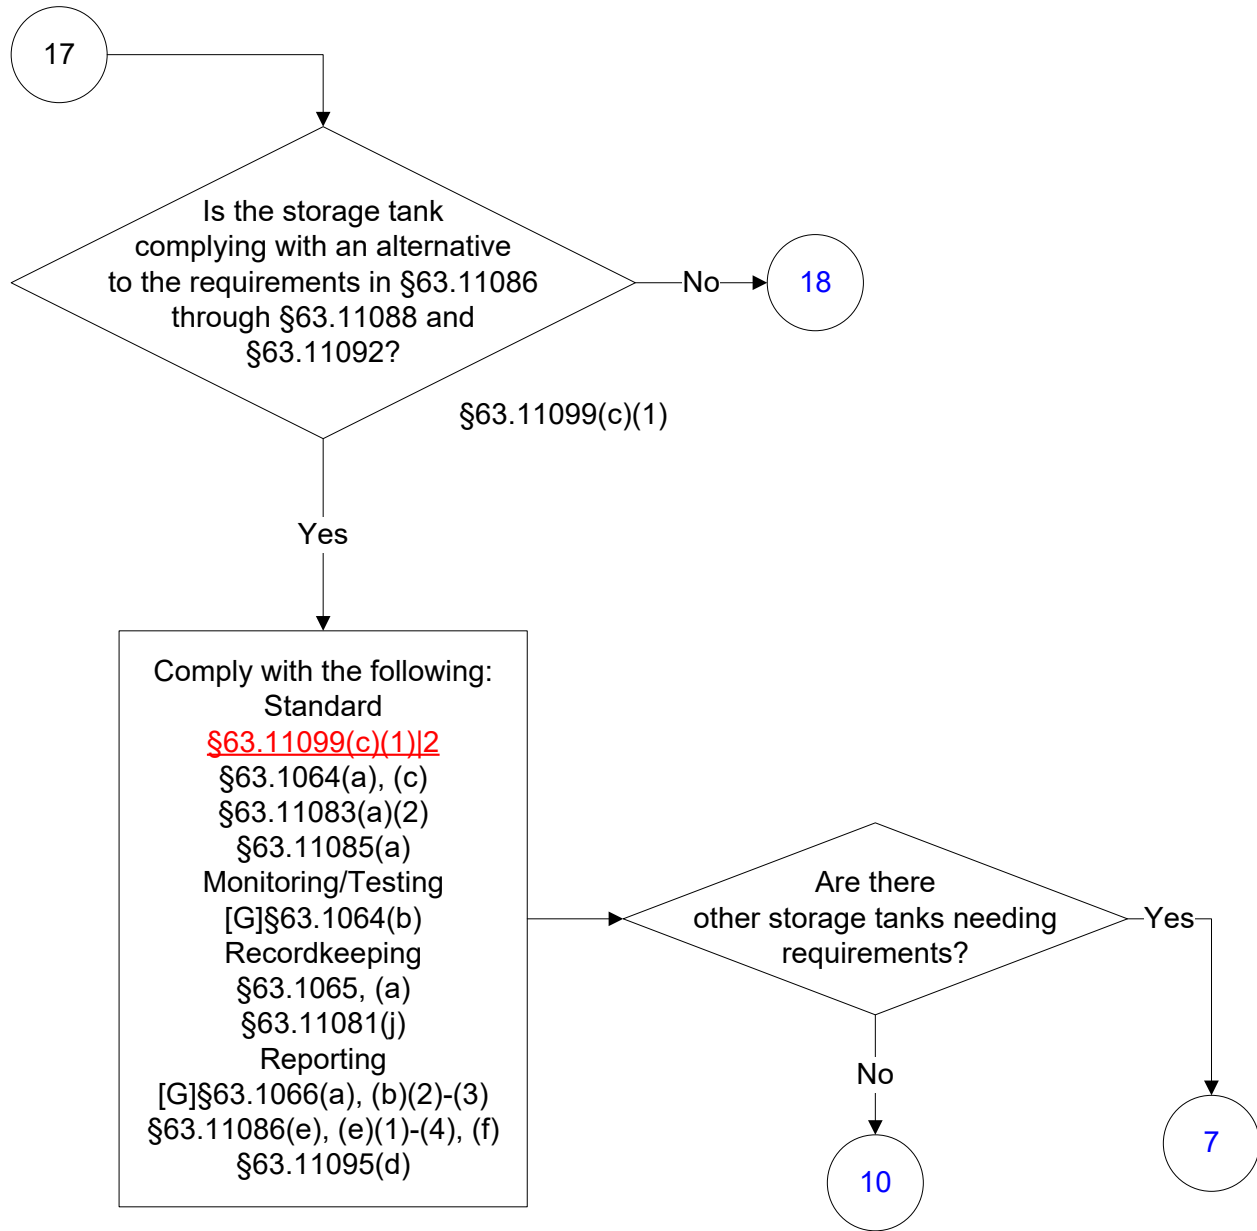 17
Is the storage tank
complying with an alternative
to the requirements in §63.11086
through §63.11088 and
§63.11092?
No
18
§63.11099(c)(1)
Yes
Comply with the following:
Standard
§63.11099(c)(1)|2
§63.1064(a), (c)
§63.11083(a)(2)
§63.11085(a)
Monitoring/Testing
[G]§63.1064(b)
Recordkeeping
§63.1065, (a)
§63.11081(j)
Reporting
[G]§63.1066(a), (b)(2)-(3)
§63.11086(e), (e)(1)-(4), (f)
§63.11095(d)
Are there
other storage tanks needing
requirements?
Yes
No
7
10